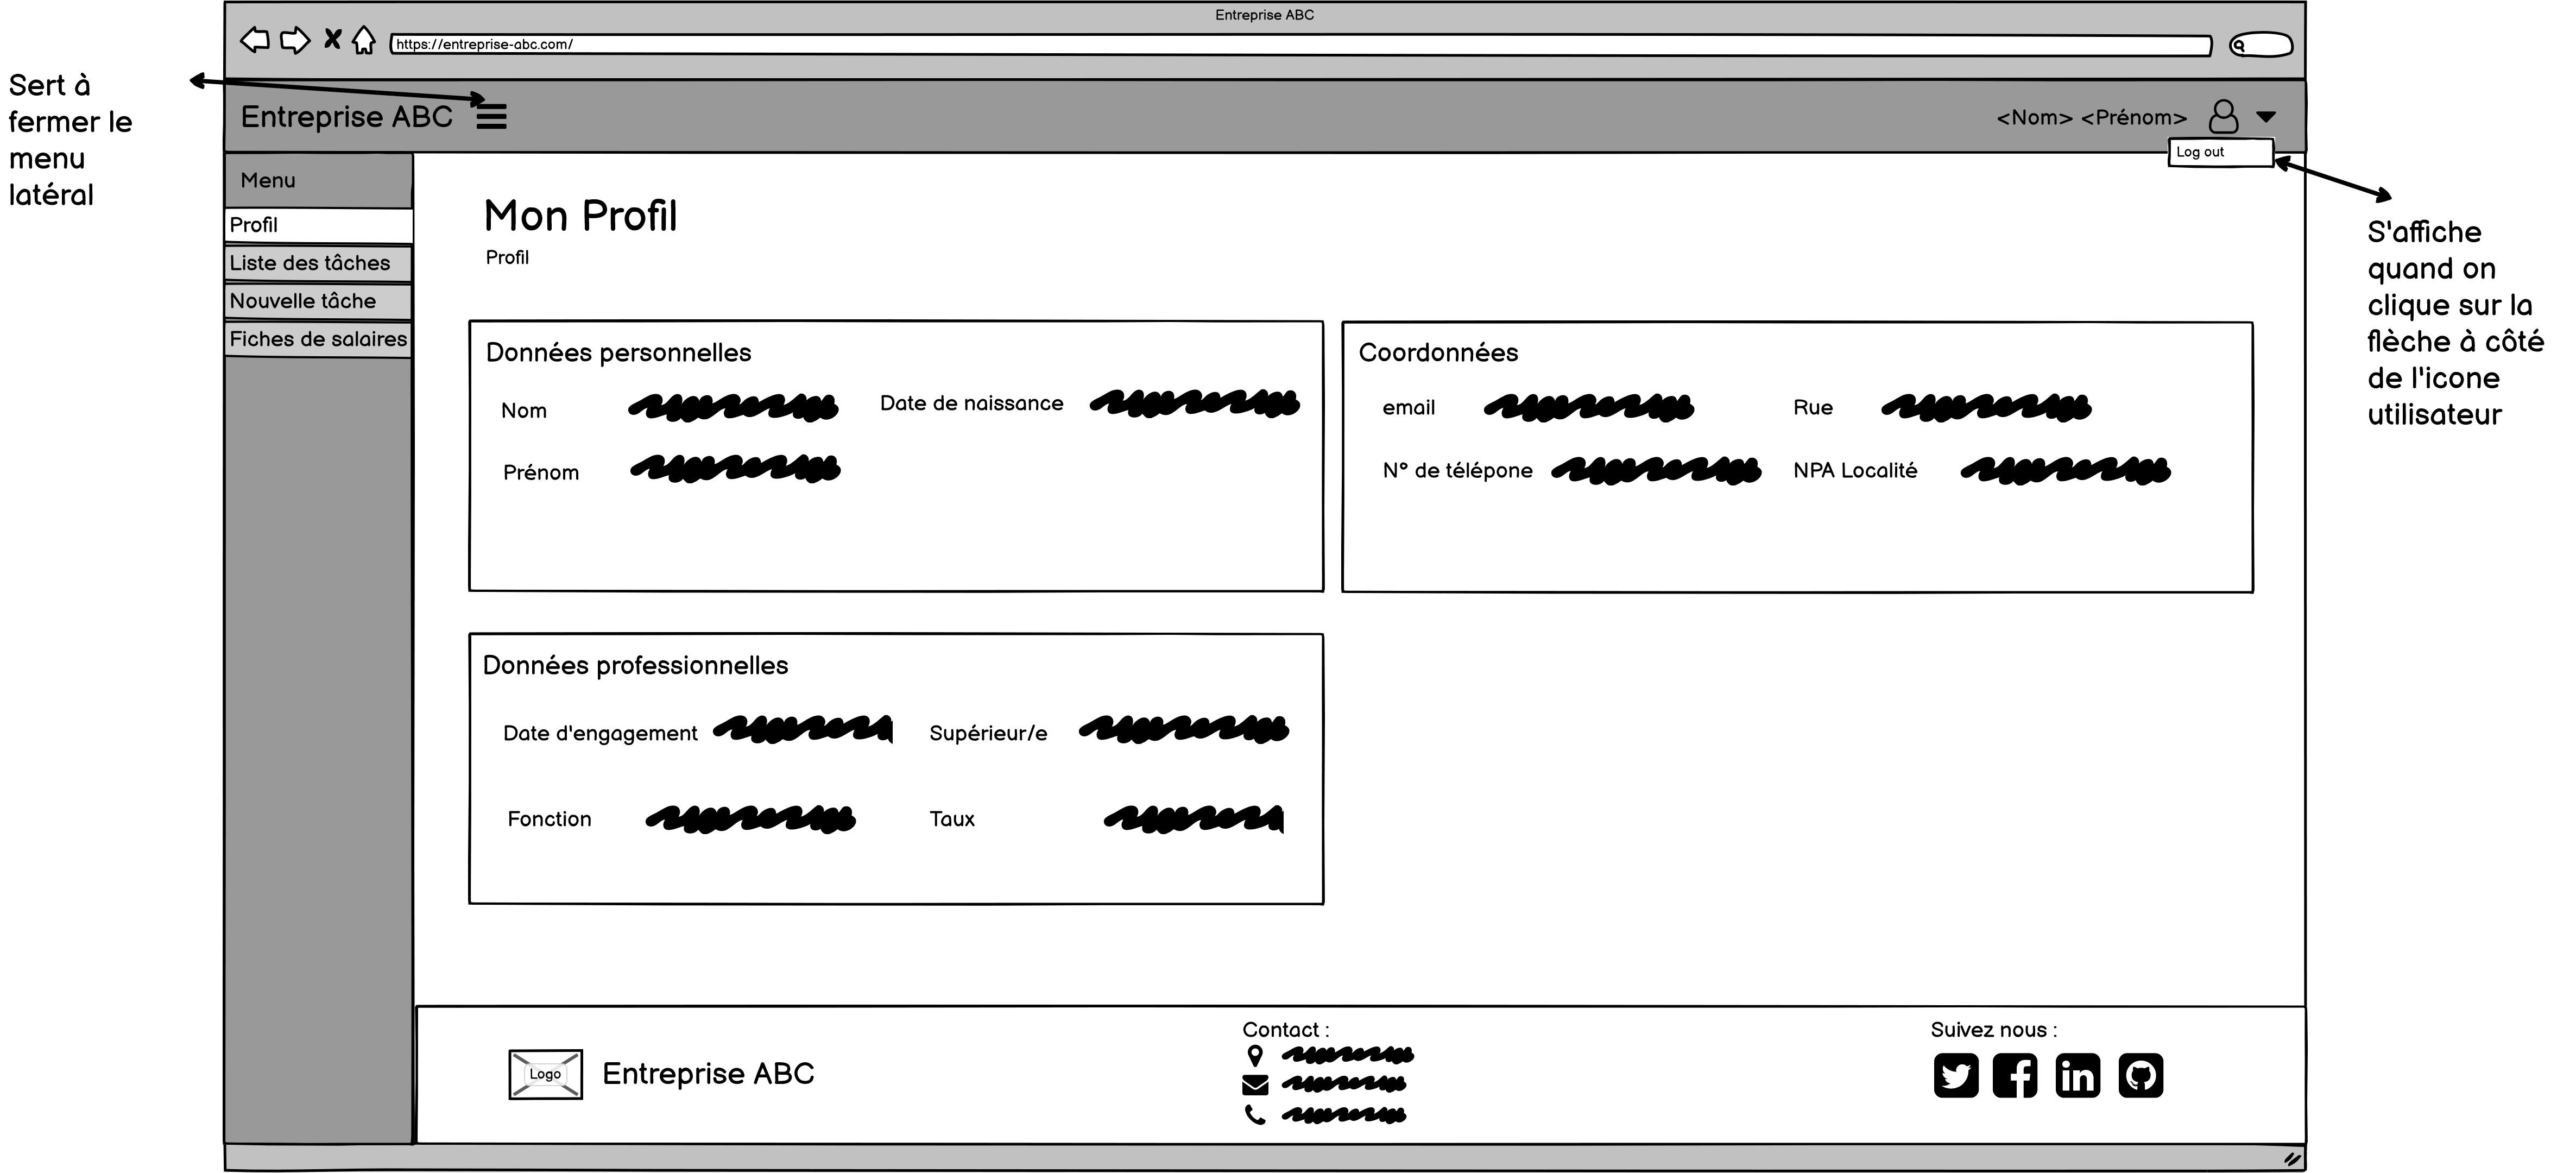 Entreprise ABC
https://entreprise-abc.com/
Sert à
fermer le
menu
latéral
Entreprise ABC
<Nom> <Prénom>
Log out
S'affiche
quand on
clique sur la
flèche à côté
de l'icone
utilisateur
Menu
Profil
Liste des tâches
Nouvelle tâche
Fiches de salaires
Mon Profil
Profil
Données personnelles
Nom
Date de naissance
Prénom
Coordonnées
email
Rue
N° de télépone
NPA Localité
Données professionnelles
Date d'engagement
Supérieur/e
Fonction
Taux
Logo
Entreprise ABC
Contact :
Suivez nous :